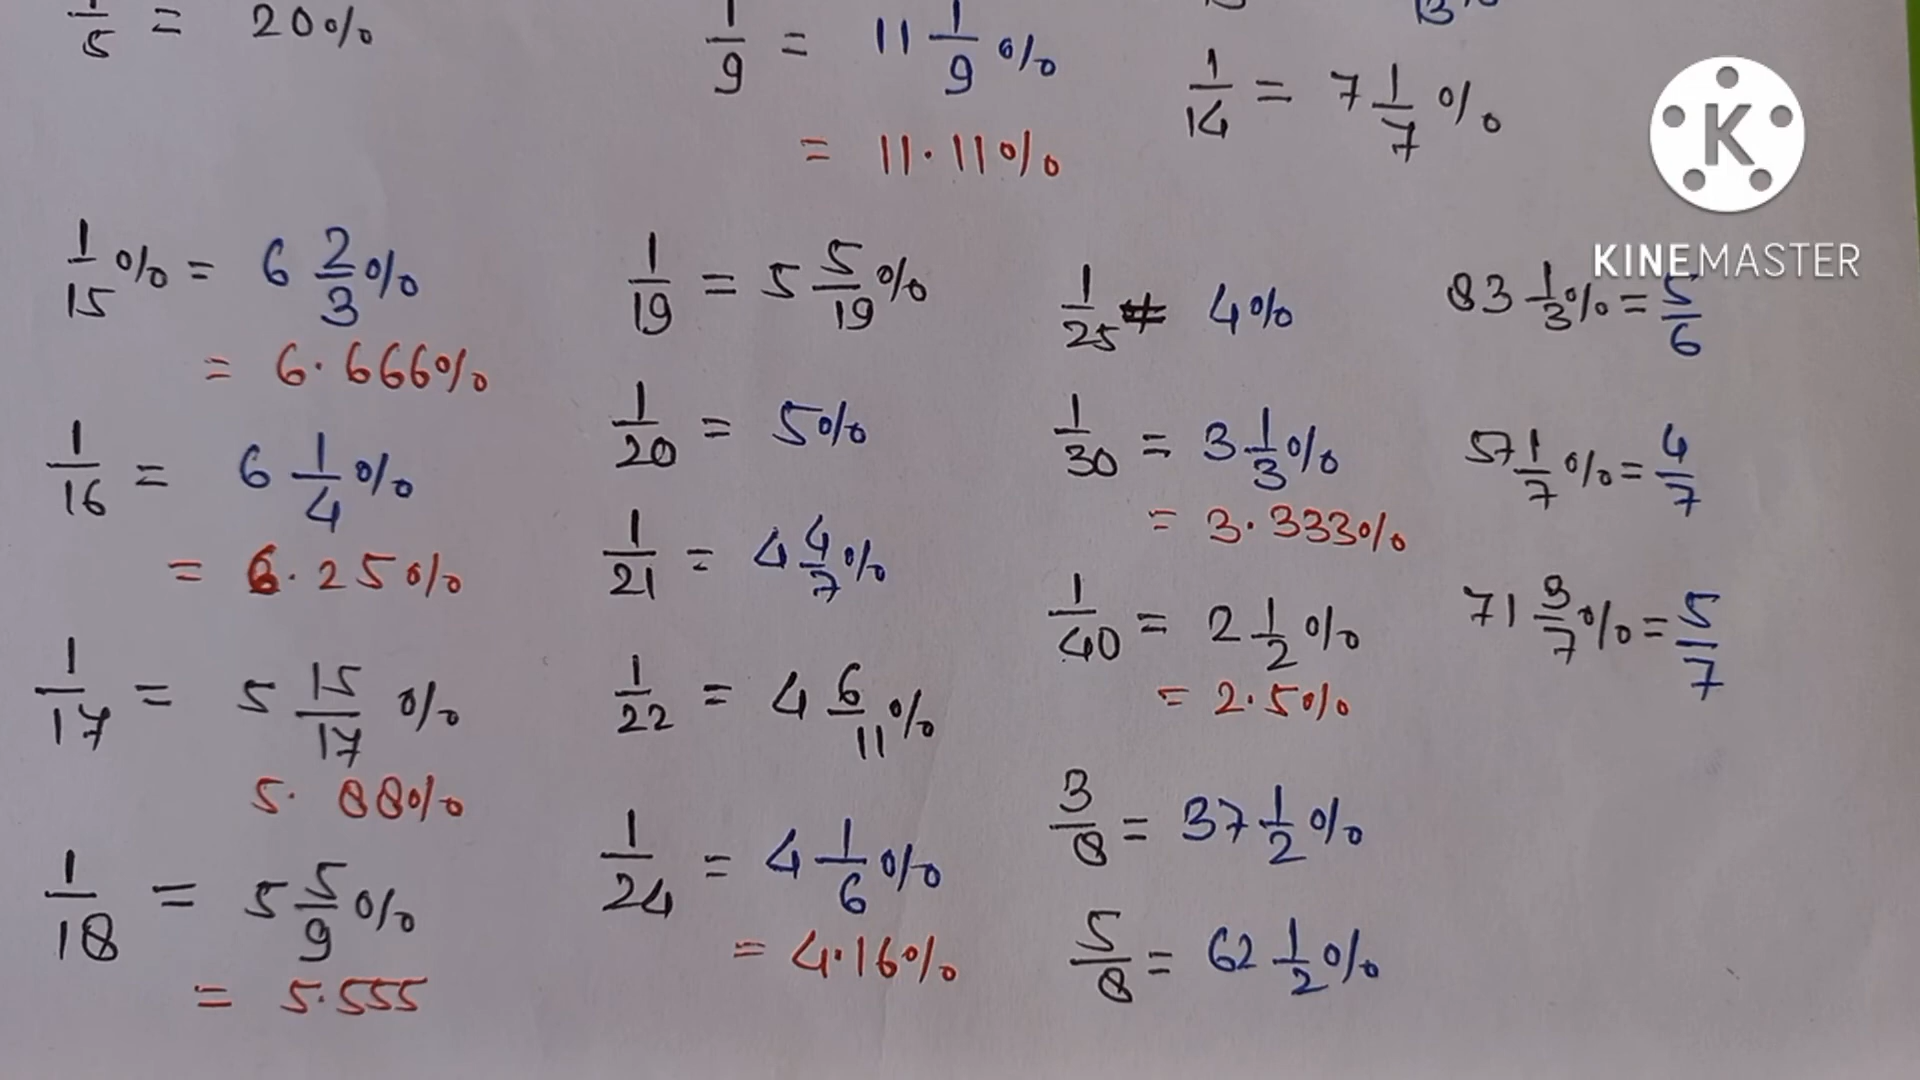 1/5 = 20%
1/9 = 11 1/9 %
= 11.11%
1/14 = 7 1/7 %
KINEMASTER
1/15 % = 6 2/3 %
= 6.666%
1/16 = 6 1/4 %
= 6.25%
1/17 = 5 15/17 %
5.88%
1/18 = 5 5/9 %
= 5.555
1/19 = 5 5/19 %
1/20 = 5%
1/21 = 4 4/7 %
1/22 = 4 6/11 %
1/24 = 4 1/6 %
= 4.16%
1/25 = 4%
1/30 = 3 1/3 %
= 3.333%
1/40 = 2 1/2 %
= 2.5%
3/8 = 37 1/2 %
5/8 = 62 1/2 %
83 1/3 % = 5/6
57 1/7 % = 4/7
71 3/7 % = 5/7